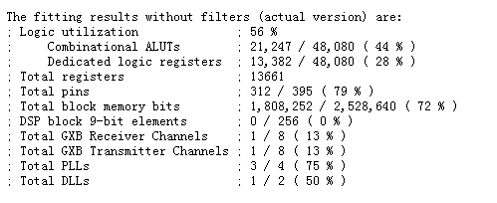 The fitting results without filters (actual version) are:
; Logic utilization ; 56 %
; Combinational ALUTs ; 21,247 / 48,080 ( 44 % )
; Dedicated logic registers ; 13,382 / 48,080 ( 28 % )
; Total registers ; 13661
; Total pins ; 312 / 395 ( 79 % )
; Total block memory bits ; 1,808,252 / 2,528,640 ( 72 % )
; DSP block 9-bit elements ; 0 / 256 ( 0 % )
; Total GXB Receiver Channels ; 1 / 8 ( 13 % )
; Total GXB Transmitter Channels ; 1 / 8 ( 13 % )
; Total PLLs ; 3 / 4 ( 75 % )
; Total DLLs ; 1 / 2 ( 50 % )